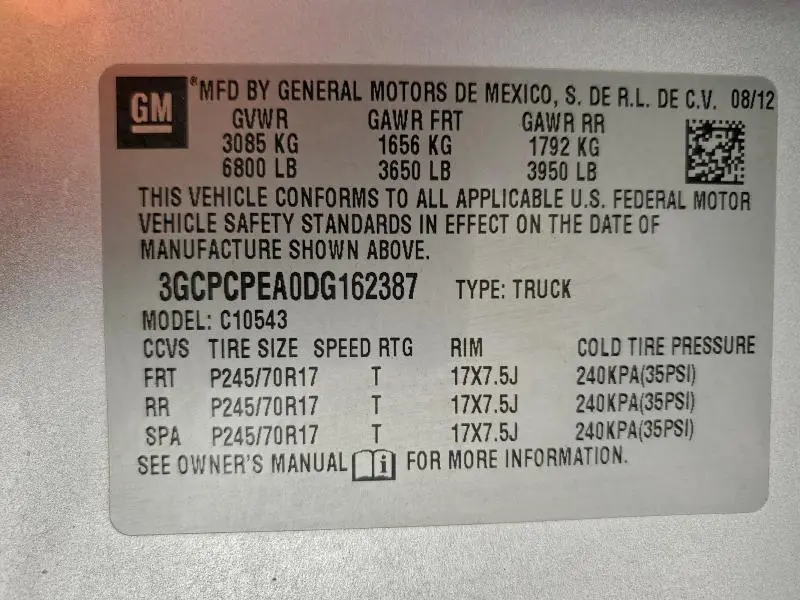 GM
®MFD BY GENERAL MOTORS DE MEXICO, S. DE R.L. DE C.V. 08/12
GVWR GAWR FRT GAWR RR
3085 KG 1656 KG 1792 KG
6800 LB 3650 LB 3950 LB
THIS VEHICLE CONFORMS TO ALL APPLICABLE U.S. FEDERAL MOTOR
VEHICLE SAFETY STANDARDS IN EFFECT ON THE DATE OF
MANUFACTURE SHOWN ABOVE.
3GCPCPEA0DG162387 TYPE: TRUCK
MODEL: C10543
CCVS TIRE SIZE SPEED RTG RIM COLD TIRE PRESSURE
FRT P245/70R17 T 17X7.5J 240KPA(35PSI)
RR P245/70R17 T 17X7.5J 240KPA(35PSI)
SPA P245/70R17 T 17X7.5J 240KPA(35PSI)
SEE OWNER'S MANUAL i FOR MORE INFORMATION.